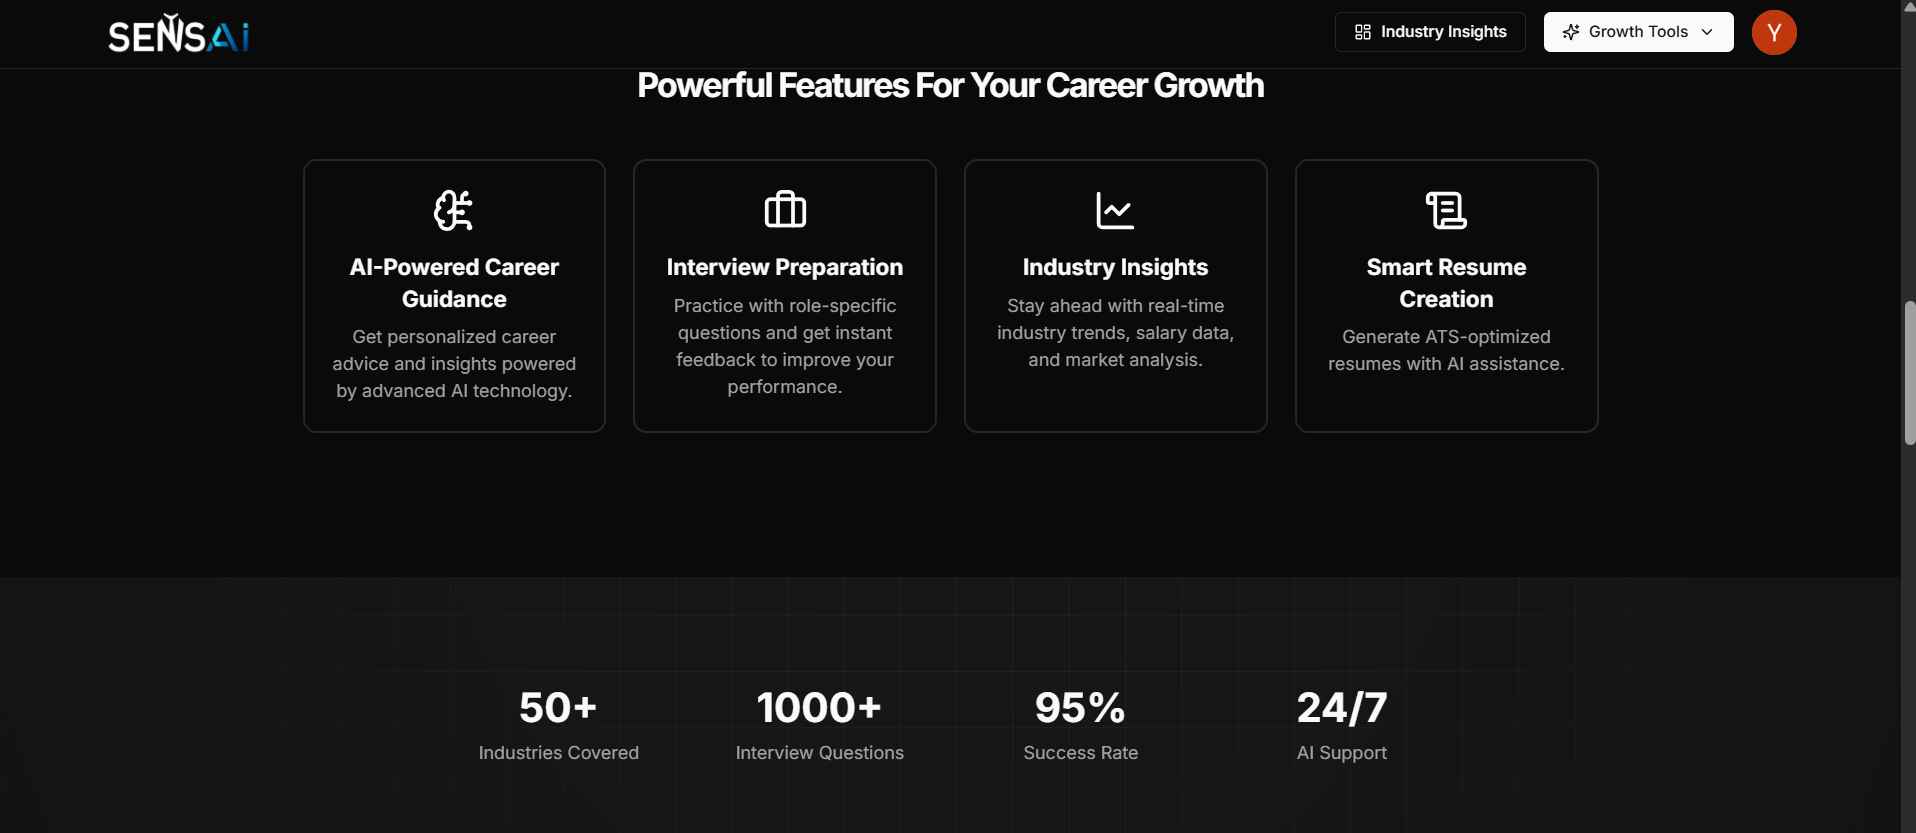 SENSAi
Industry Insights
Growth Tools
Y
Powerful Features For Your Career Growth
AI-Powered Career
Guidance
Get personalized career
advice and insights powered
by advanced AI technology.
Interview Preparation
Practice with role-specific
questions and get instant
feedback to improve your
performance.
Industry Insights
Stay ahead with real-time
industry trends, salary data,
and market analysis.
Smart Resume
Creation
Generate ATS-optimized
resumes with AI assistance.
50+
Industries Covered
1000+
Interview Questions
95%
Success Rate
24/7
AI Support